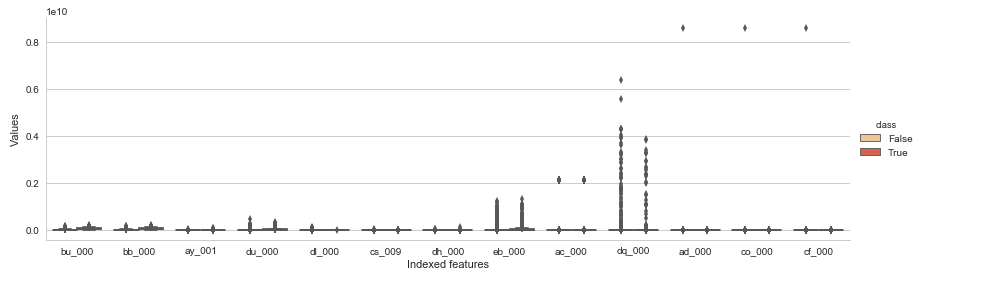 1e10
0.8
0.6
0.4
0.2
0.0
Values
bu_000 bb_000 ay_001 du_000 dl_000 cs_009 dh_000 eb_000 ac_000 dq_000 ad_000 co_000 cf_000
Indexed features
class
False
True